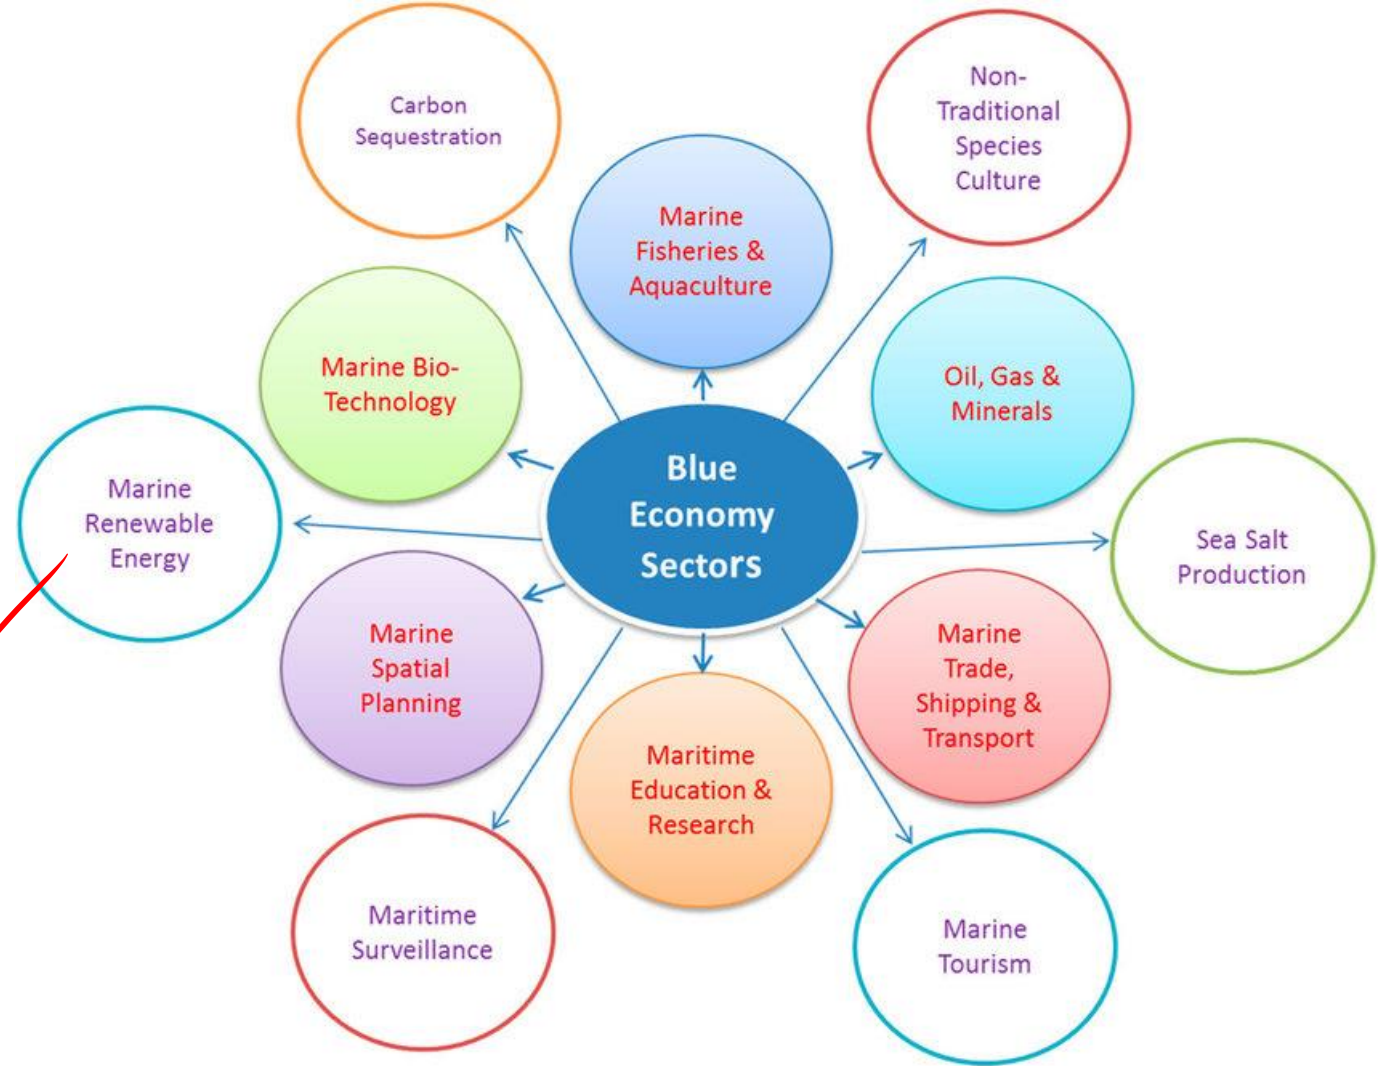 Carbon
Sequestration
Non-
Traditional
Species
Culture
Marine
Fisheries &
Aquaculture
Marine Bio-
Technology
Oil, Gas &
Minerals
Blue
Economy
Sectors
Marine
Renewable
Energy
Sea Salt
Production
Marine
Spatial
Planning
Marine
Trade,
Shipping &
Transport
Maritime
Education &
Research
Maritime
Surveillance
Marine
Tourism